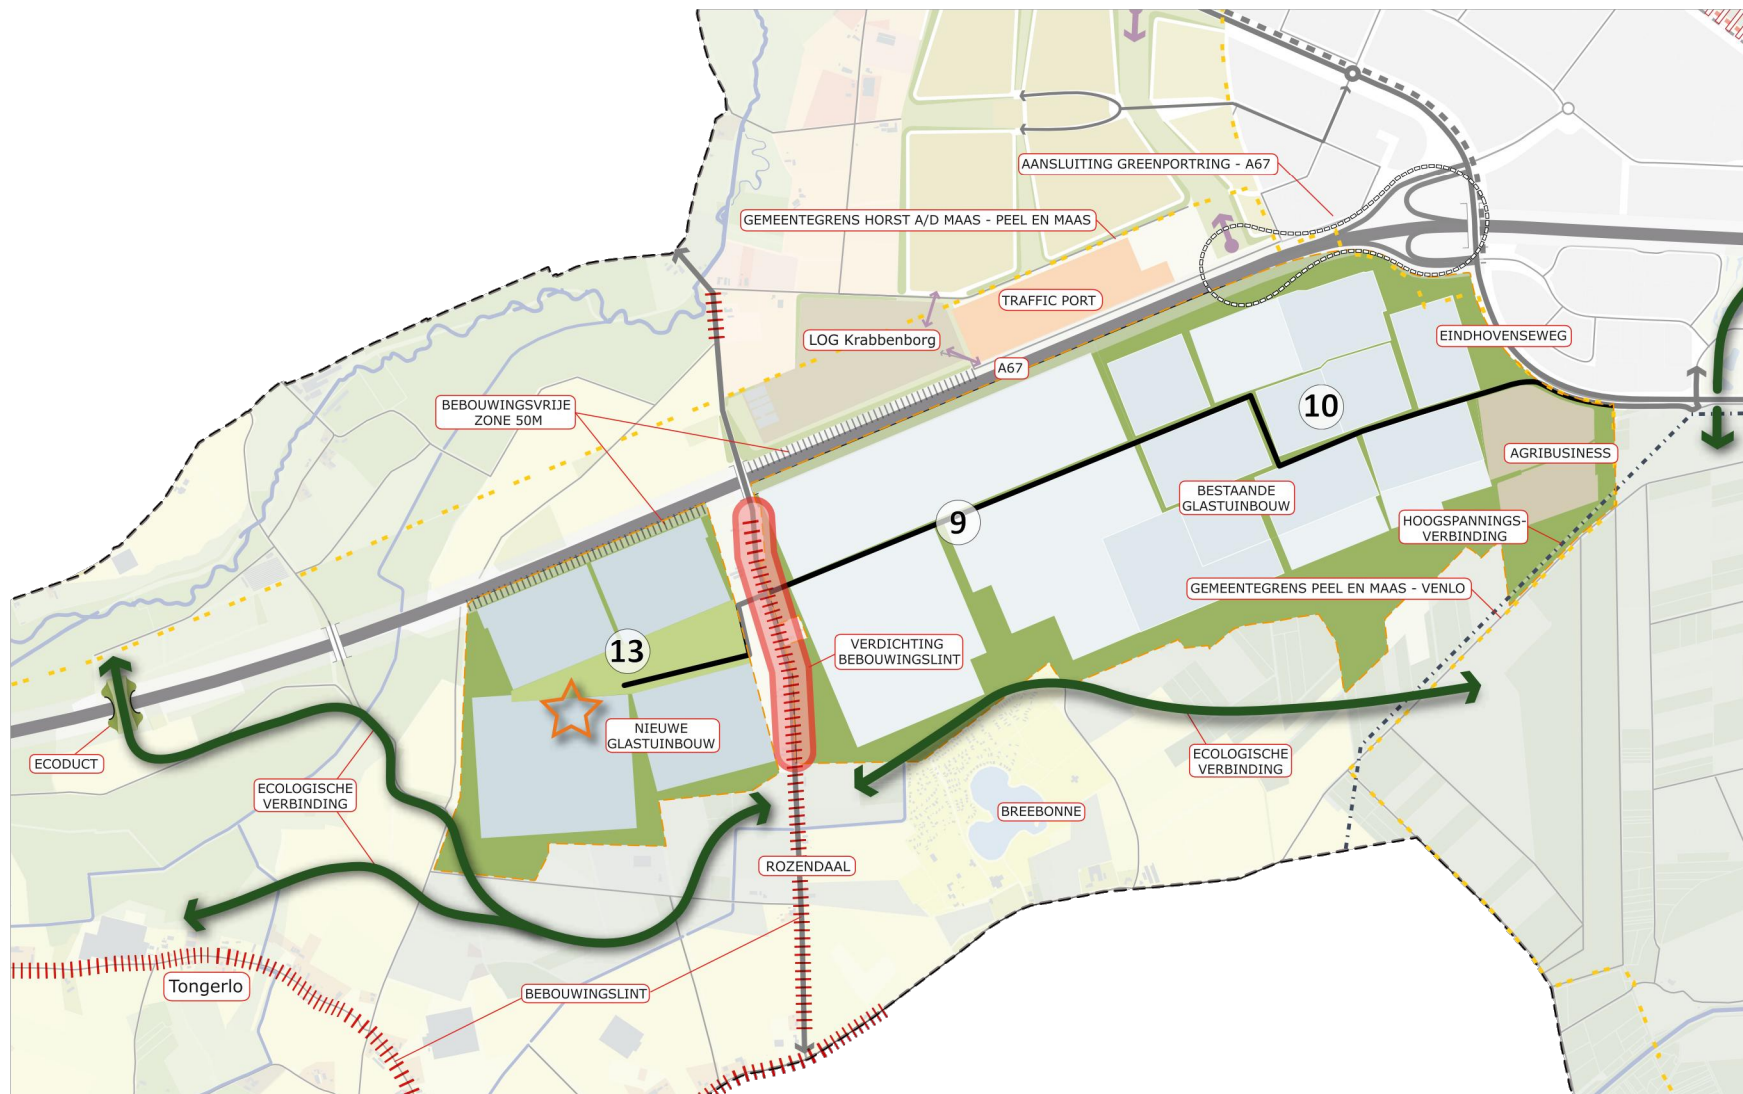 AANSLUITING GREENPORTRING - A67
GEMEENTEGRENS HORST A/D MAAS - PEEL EN MAAS
TRAFFIC PORT
LOG Krabbenborg
EINDHOVENSEWEG
A67
BEBOUWINGSVRIJE
ZONE 50M
10
AGRIBUSINESS
BESTAANDE
GLASTUINBOUW
9
HOOGSPANNINGS-
VERBINDING
GEMEENTEGRENS PEEL EN MAAS - VENLO
13
VERDICHTING
BEBOUWINGSLINT
NIEUWE
GLASTUINBOUW
ECODUCT
ECOLOGISCHE
VERBINDING
ECOLOGISCHE
VERBINDING
BREEBONNE
ROZENDAAL
Tongerlo
BEBOUWINGSLINT